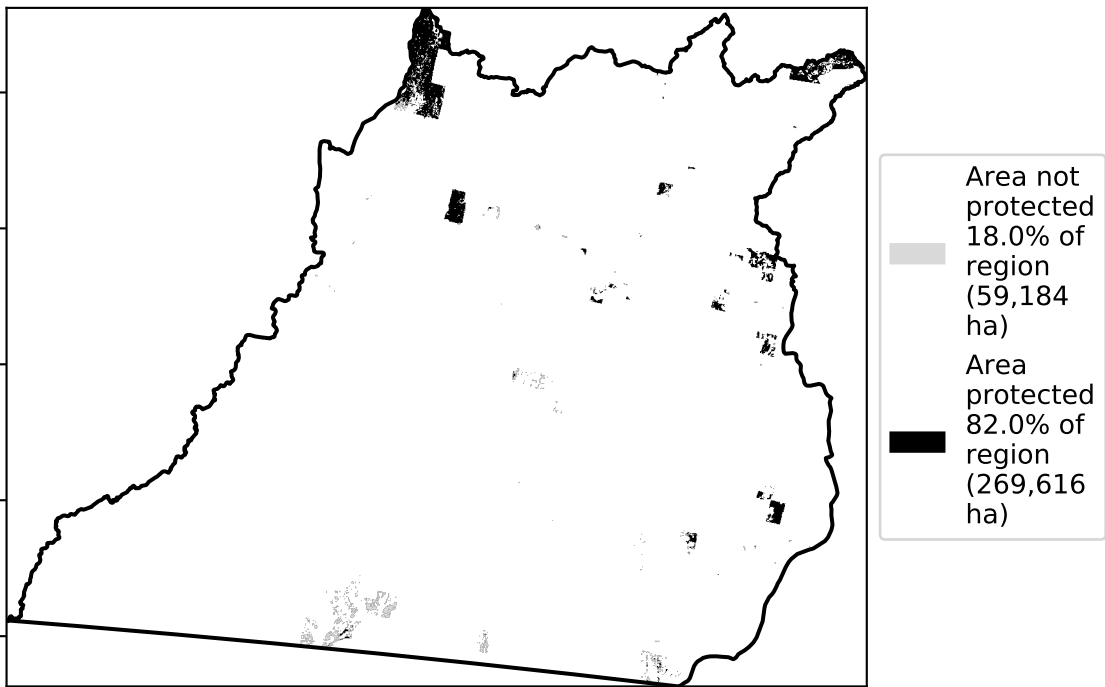 Area not
protected
18.0% of
region
(59,184
ha)
Area
protected
82.0% of
region
(269,616
ha)